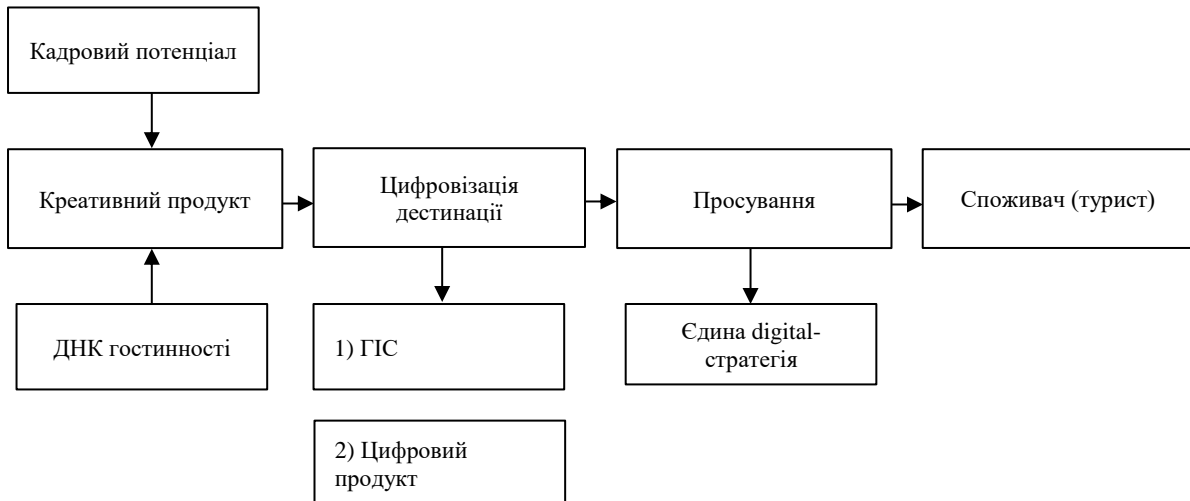 Кадровий потенціал
Креативний продукт
Цифровізація
дестинації
Просування
Споживач (турист)
ДНК гостинності
1) ГІС
Єдина digital-
стратегія
2) Цифровий
продукт